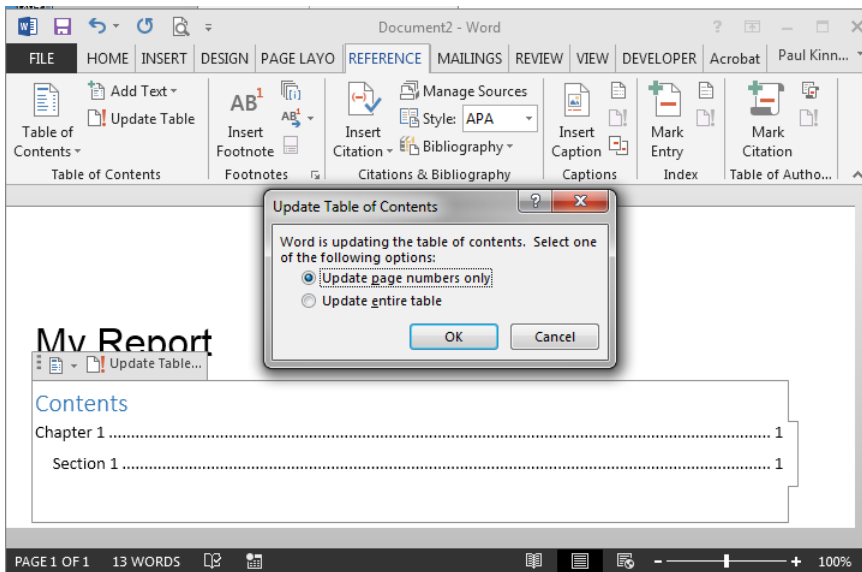 Document2 - Word
FILE HOME INSERT DESIGN PAGE LAYO REFERENCE MAILINGS REVIEW VIEW DEVELOPER Acrobat Paul Kinn...
Table of Contents
Add Text
Update Table
Table of Contents
AB1
Insert Footnote
AB1
Footnotes
Insert Citation
Manage Sources
Style: APA
Bibliography
Citations & Bibliography
Insert Caption
Captions
Mark Entry
Index
Mark Citation
Table of Autho...
Update Table of Contents
Word is updating the table of contents. Select one
of the following options:
Update page numbers only
Update entire table
OK Cancel
My Report
Update Table...
Contents
Chapter 1 ........ 1
Section 1 ........ 1
PAGE 1 OF 1 13 WORDS 100%